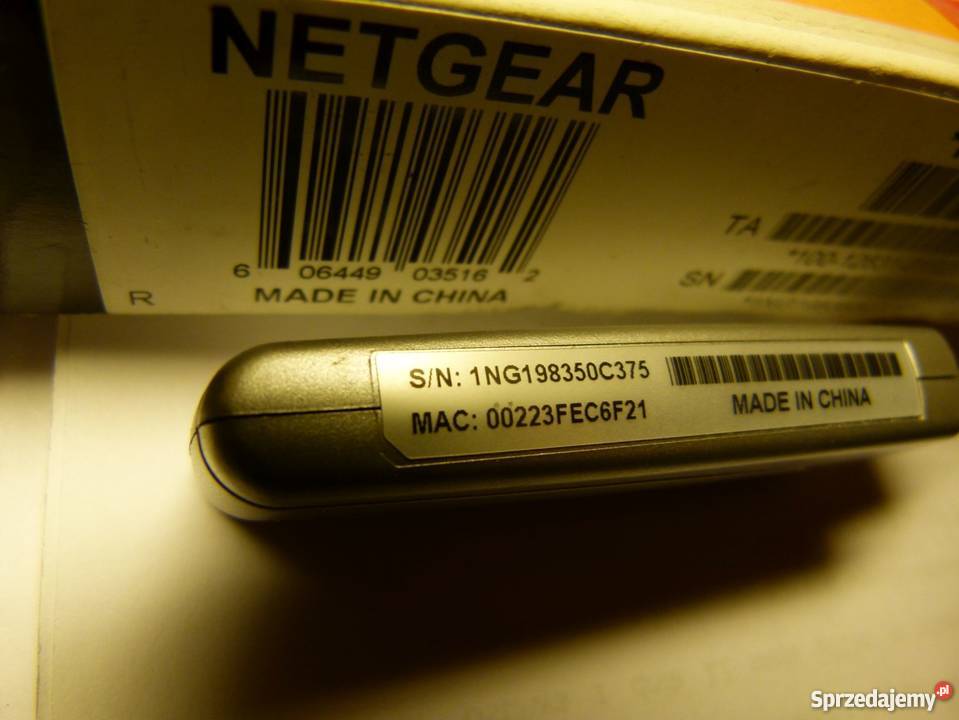 NETGEAR
6 06449 03516 2
R
MADE IN CHINA
TA
SN
S/N: 1NG198350C375
MAC: 00223FEC6F21
MADE IN CHINA
Sprzedajemy.pl